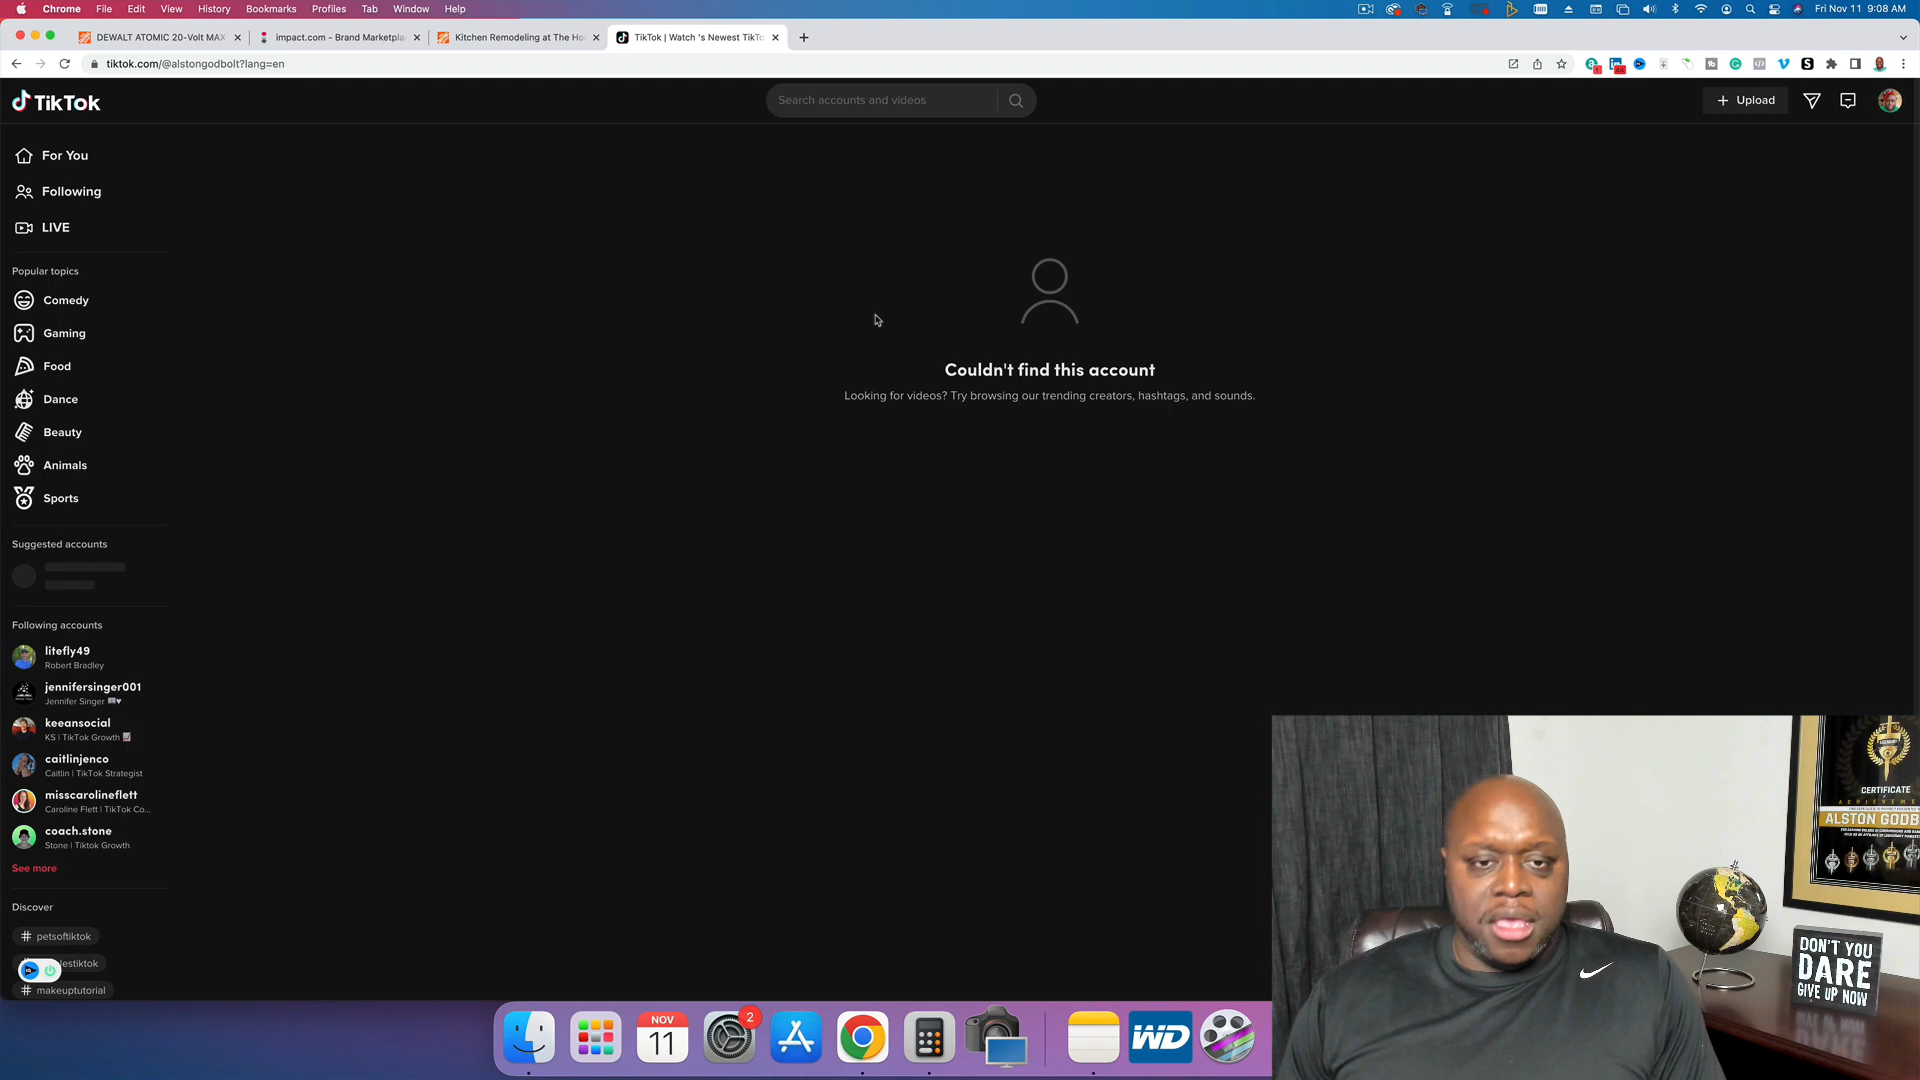 Chrome File Edit View History Bookmarks Profiles Tab Window Help Fri Nov 11 9:08 AM
DEWALT ATOMIC 20-Volt MAX impact.com - Brand Marketpla Kitchen Remodeling at The Ho TikTok | Watch 's Newest TikTo
tiktok.com/@alstongodbolt?lang=en
TikTok
Search accounts and videos
Upload
For You
Following
LIVE
Popular topics
Comedy
Gaming
Food
Dance
Beauty
Animals
Sports
Suggested accounts
Following accounts
litefly49
Robert Bradley
jennifersinger001
Jennifer Singer
keeansocial
KS | TikTok Growth
caitlinjenco
Caitlin | TikTok Strategist
misscarolineflett
Caroline Flett | TikTok Co...
coach.stone
Stone | Tiktok Growth
See more
Discover
# petsoftiktok
lestiktok
# makeuptutorial
Couldn't find this account
Looking for videos? Try browsing our trending creators, hashtags, and sounds.
CERTIFICATE
ALSTON GODB
DON'T YOU
DARE
GIVE UP NOW
NOV
11
2
WD